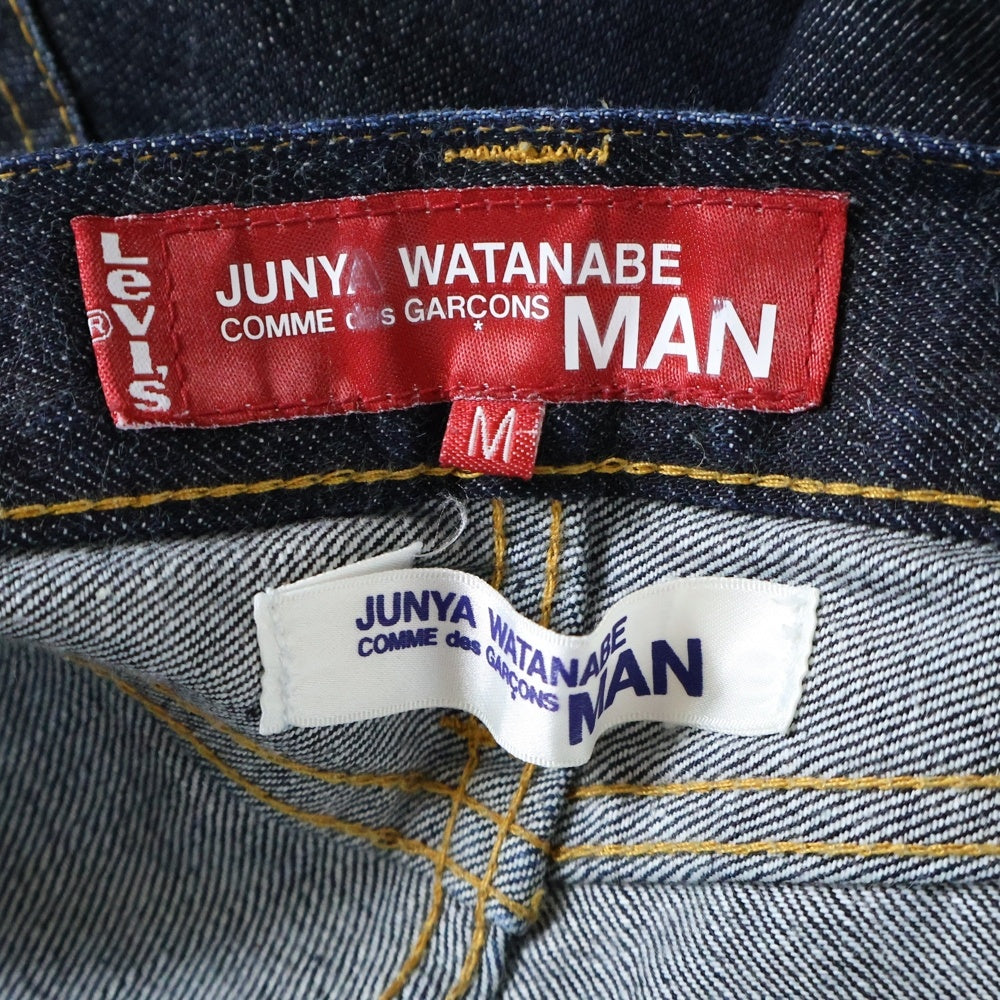 Levi's
®
JUNYA WATANABE
COMME des GARÇONS
*
MAN
M
JUNYA WATANABE
COMME des GARÇONS
*
MAN